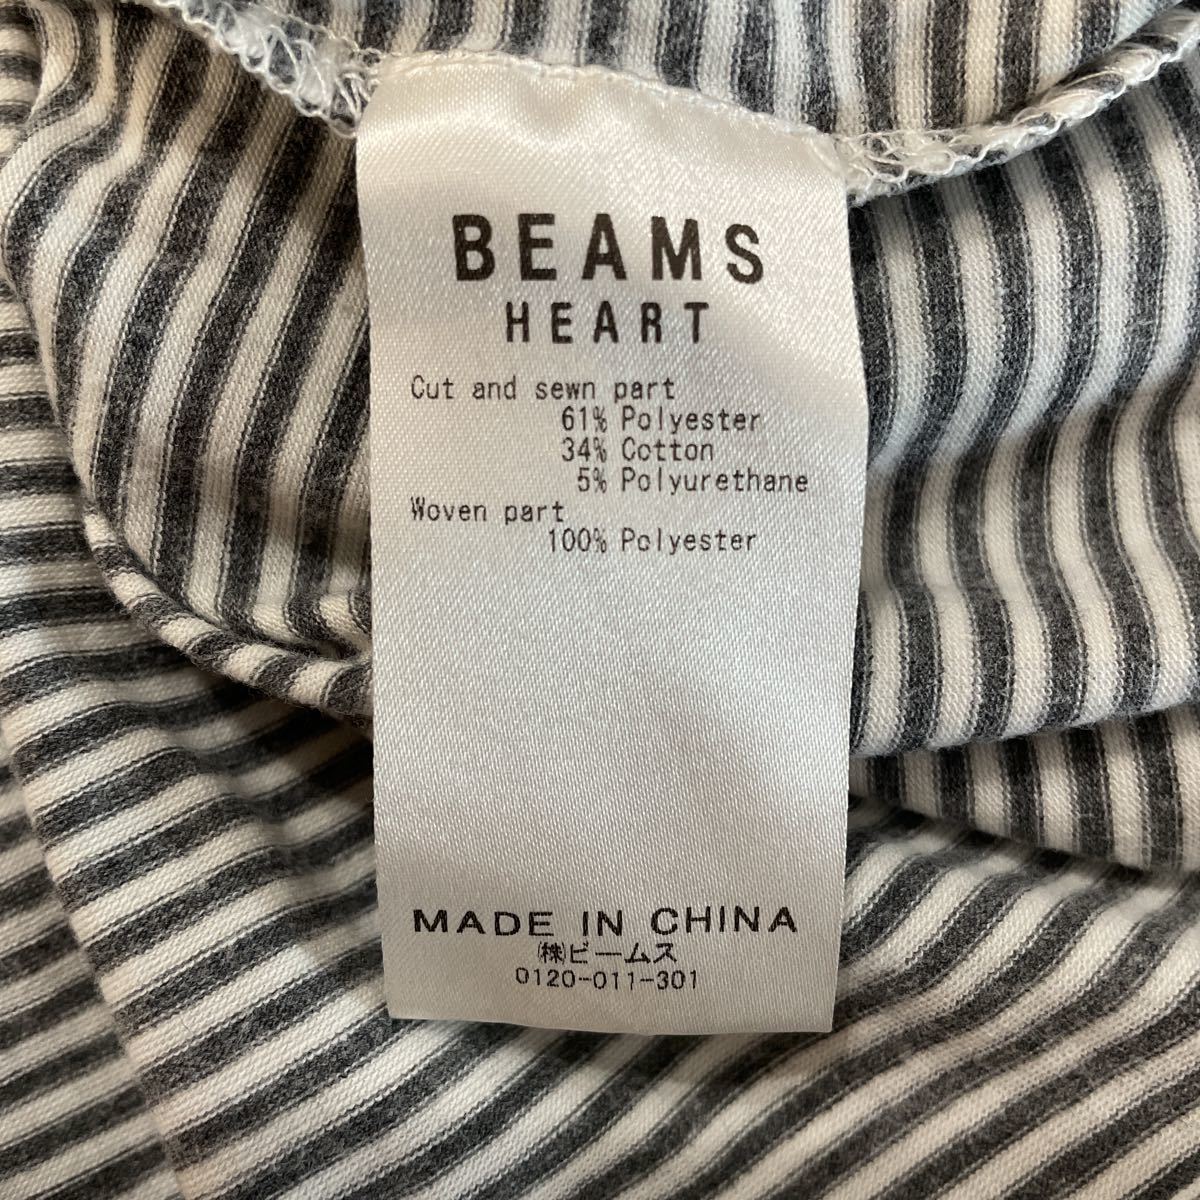 BEAMS
HEART
Cut and sewn part
61% Polyester
34% Cotton
5% Polyurethane
Woven part
100% Polyester
MADE IN CHINA
㈱ビームス
0120-011-301